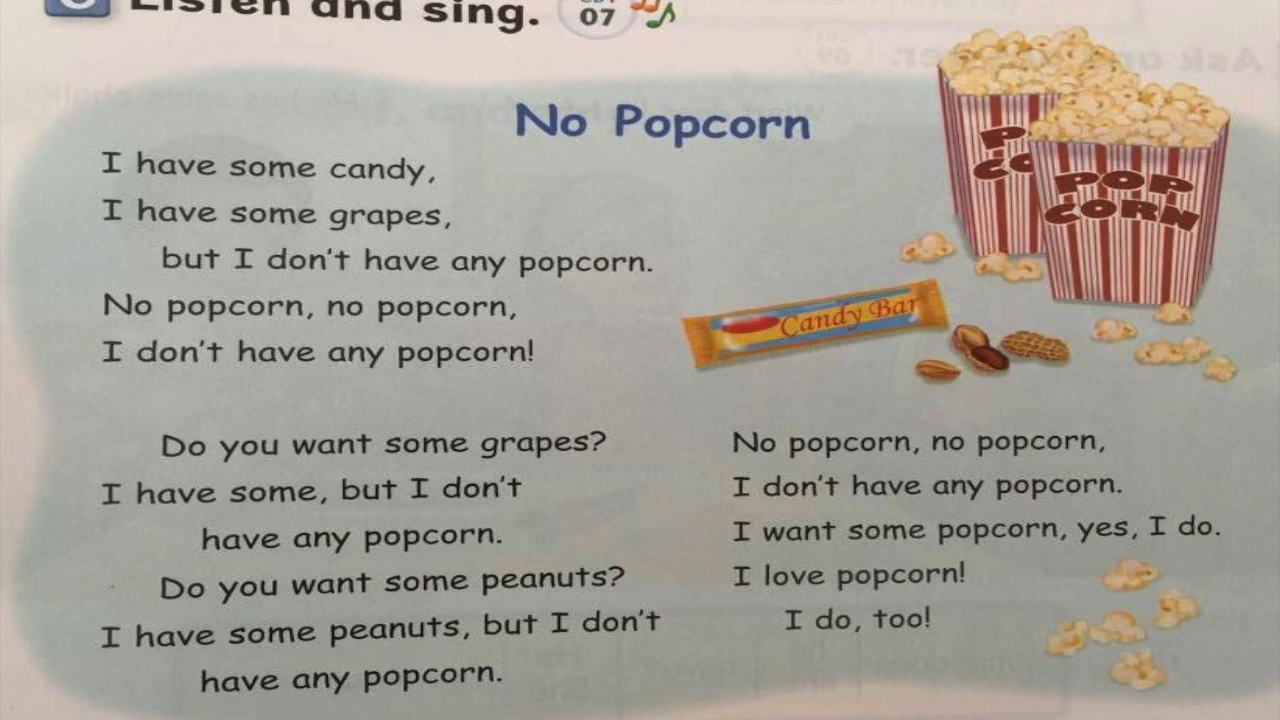 Listen and sing.
07
No Popcorn
I have some candy,
I have some grapes,
but I don't have any popcorn.
No popcorn, no popcorn,
I don't have any popcorn!
Do you want some grapes?
I have some, but I don't
have any popcorn.
Do you want some peanuts?
I have some peanuts, but I don't
have any popcorn.
No popcorn, no popcorn,
I don't have any popcorn.
I want some popcorn, yes, I do.
I love popcorn!
I do, too!
P
CO
POP
CORN
Candy Bar